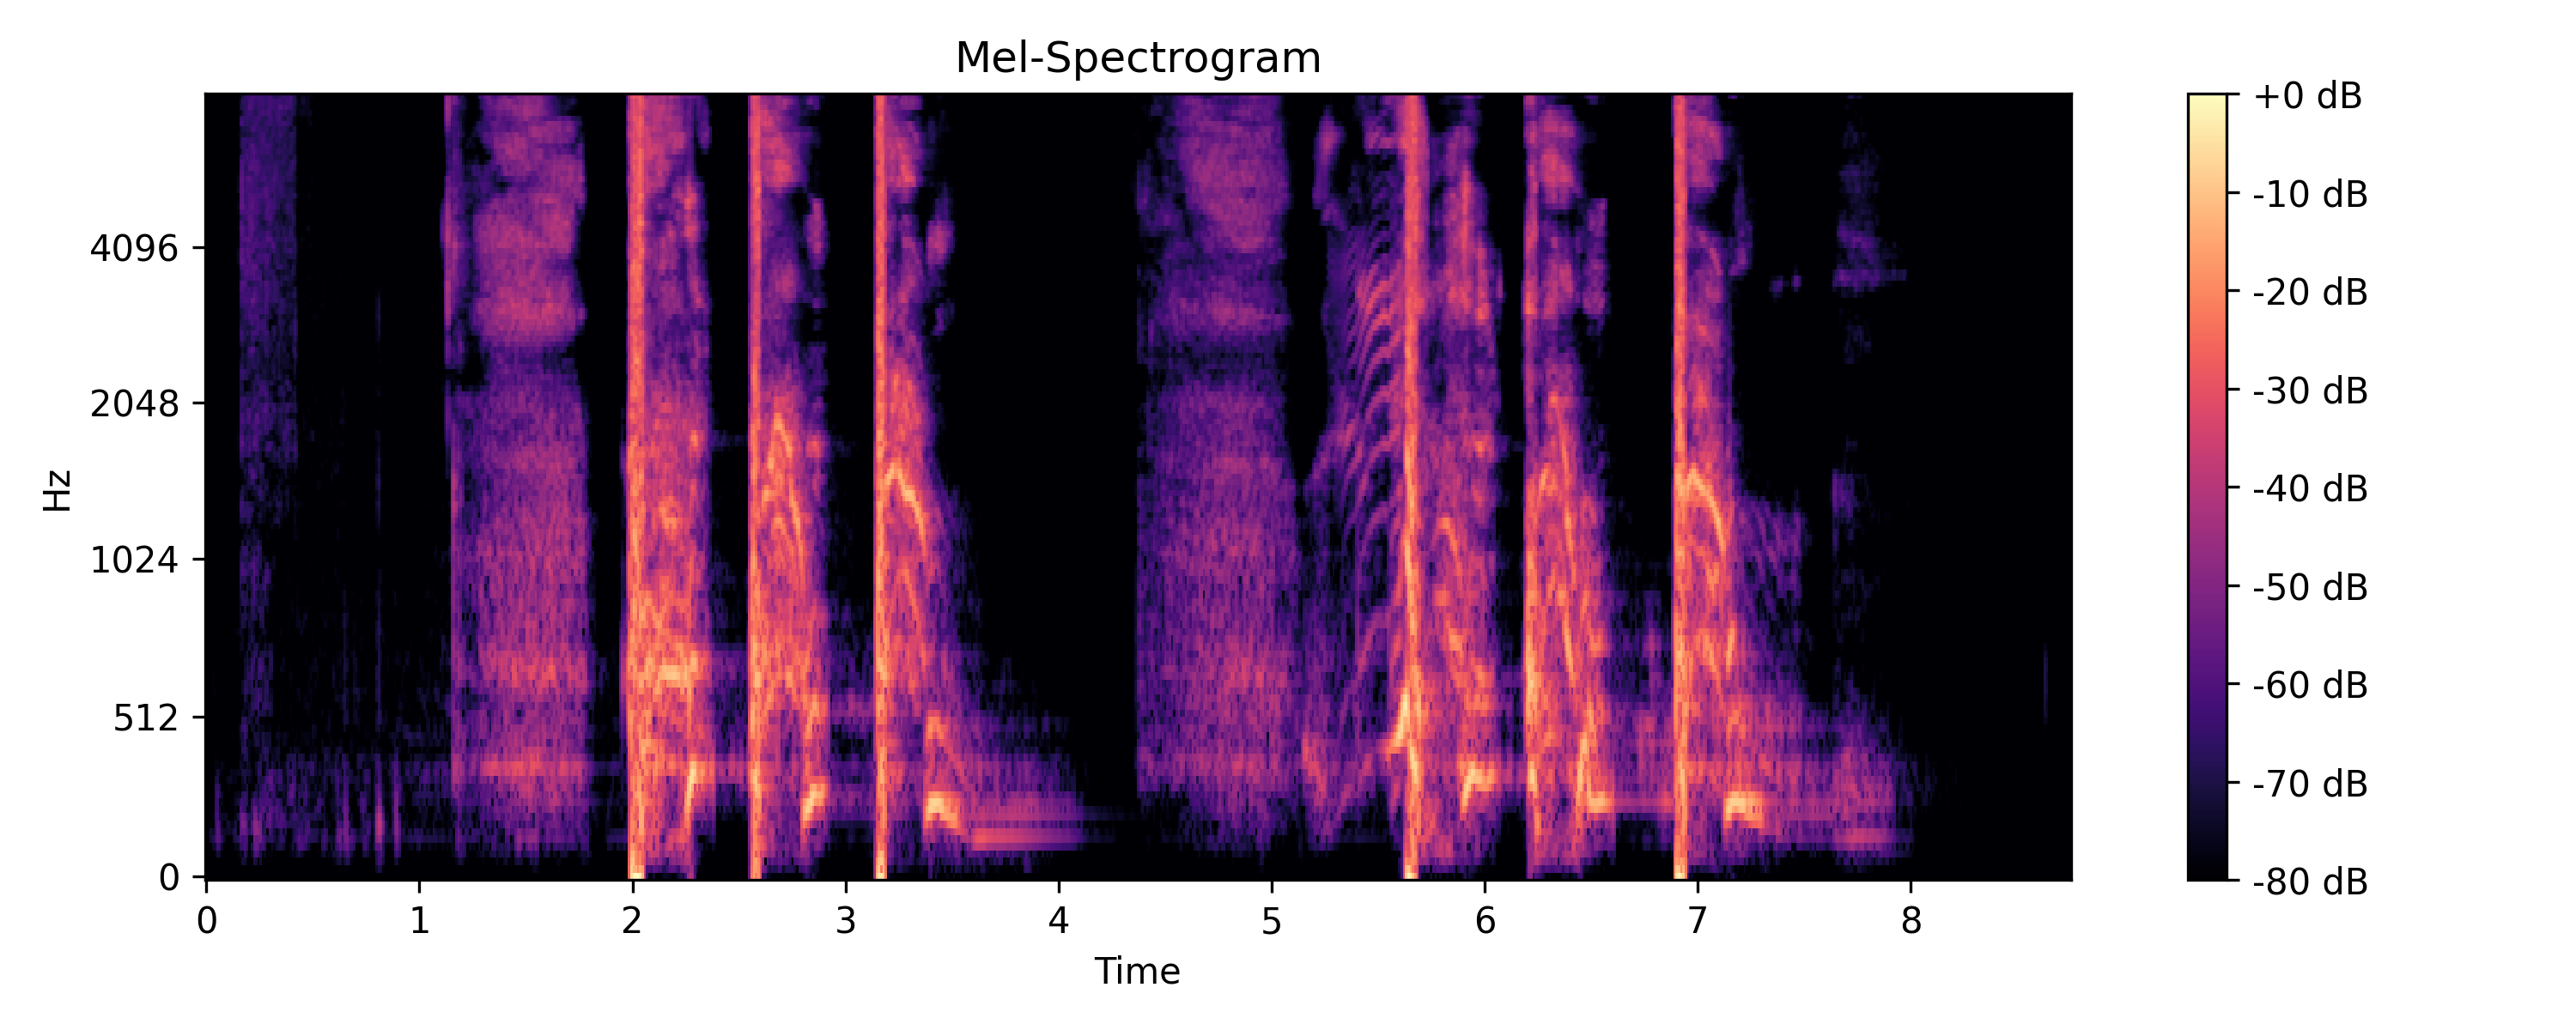 Mel-Spectrogram
+0 dB
-10 dB
4096
-20 dB
2048
-30 dB
Hz
-40 dB
1024
-50 dB
512
-60 dB
-70 dB
0
-80 dB
0 1 2 3 4 5 6 7 8
Time